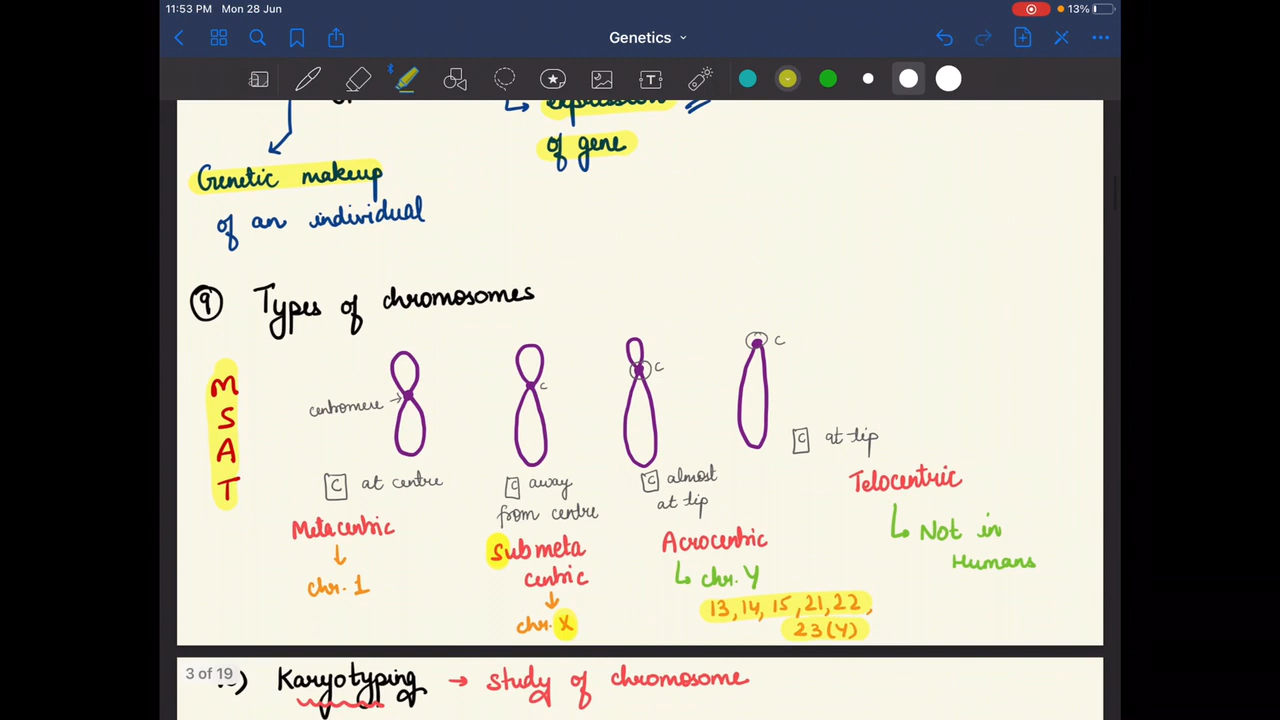 11:53 PM Mon 28 Jun
13%
Genetics
of gene
Genetic makeup
of an individual
9 Types of chromosomes
M
S
A
T
centromere
C
C
C
C at centre
C away
from centre
C almost
at tip
C at tip
Metacentric
chr. 1
Submeta
centric
chr. X
Acrocentric
chr. Y
13, 14, 15, 21, 22,
23(Y)
Telocentric
Not in
Humans
3 of 19
Karyotyping → study of chromosome